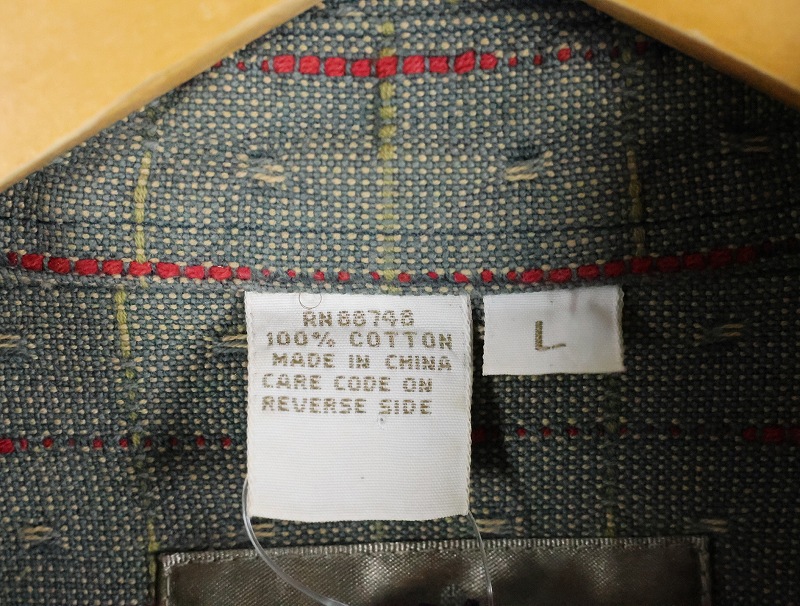 RN 88748
100% COTTON
MADE IN CHINA
CARE CODE ON
REVERSE SIDE
L